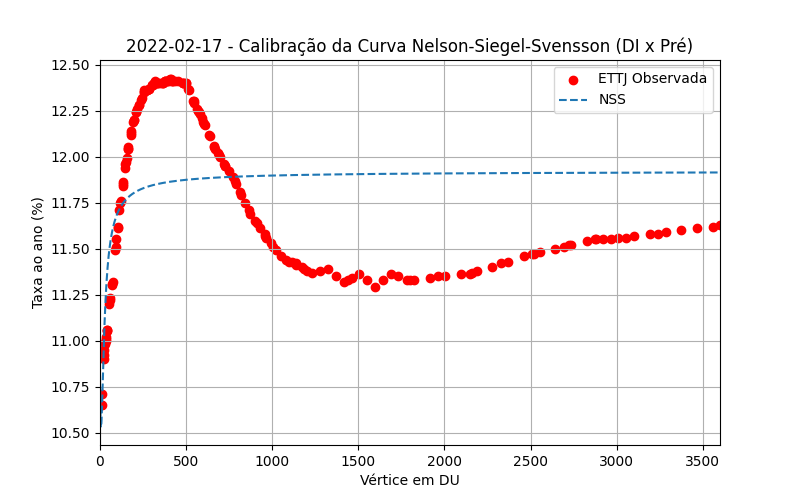 2022-02-17 - Calibração da Curva Nelson-Siegel-Svensson (DI x Pré)
12.50
12.25
12.00
11.75
11.50
11.25
11.00
10.75
10.50
Taxa ao ano (%)
ETTJ Observada
NSS
0 500 1000 1500 2000 2500 3000 3500
Vértice em DU